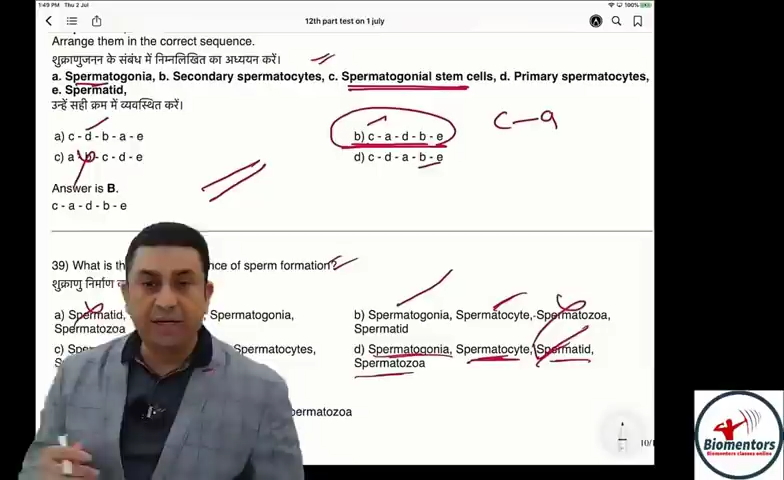 1:49 PM Thu 2 Jul
100%
12th part test on 1 july
Arrange them in the correct sequence.
शुक्राणुजनन के संबंध में निम्नलिखित का अध्ययन करें।
a. Spermatogonia, b. Secondary spermatocytes, c. Spermatogonial stem cells, d. Primary spermatocytes,
e. Spermatid,
उन्हें सही क्रम में व्यवस्थित करें।
a) c - d - b - a - e
b) c - a - d - b - e
c - a
c) a - b - c - d - e
d) c - d - a - b - e
Answer is B.
c - a - d - b - e
39) What is th nce of sperm formation?
शुक्राणु निर्माण
a) Spermatid, Spermatogonia,
Spermatozoa
b) Spermatogonia, Spermatocyte, Spermatozoa,
Spermatid
c) Spermatocytes,
d) Spermatogonia, Spermatocyte, Spermatid,
Spermatozoa
permatozoa
10/1
Biomentors
Biomentors classes online